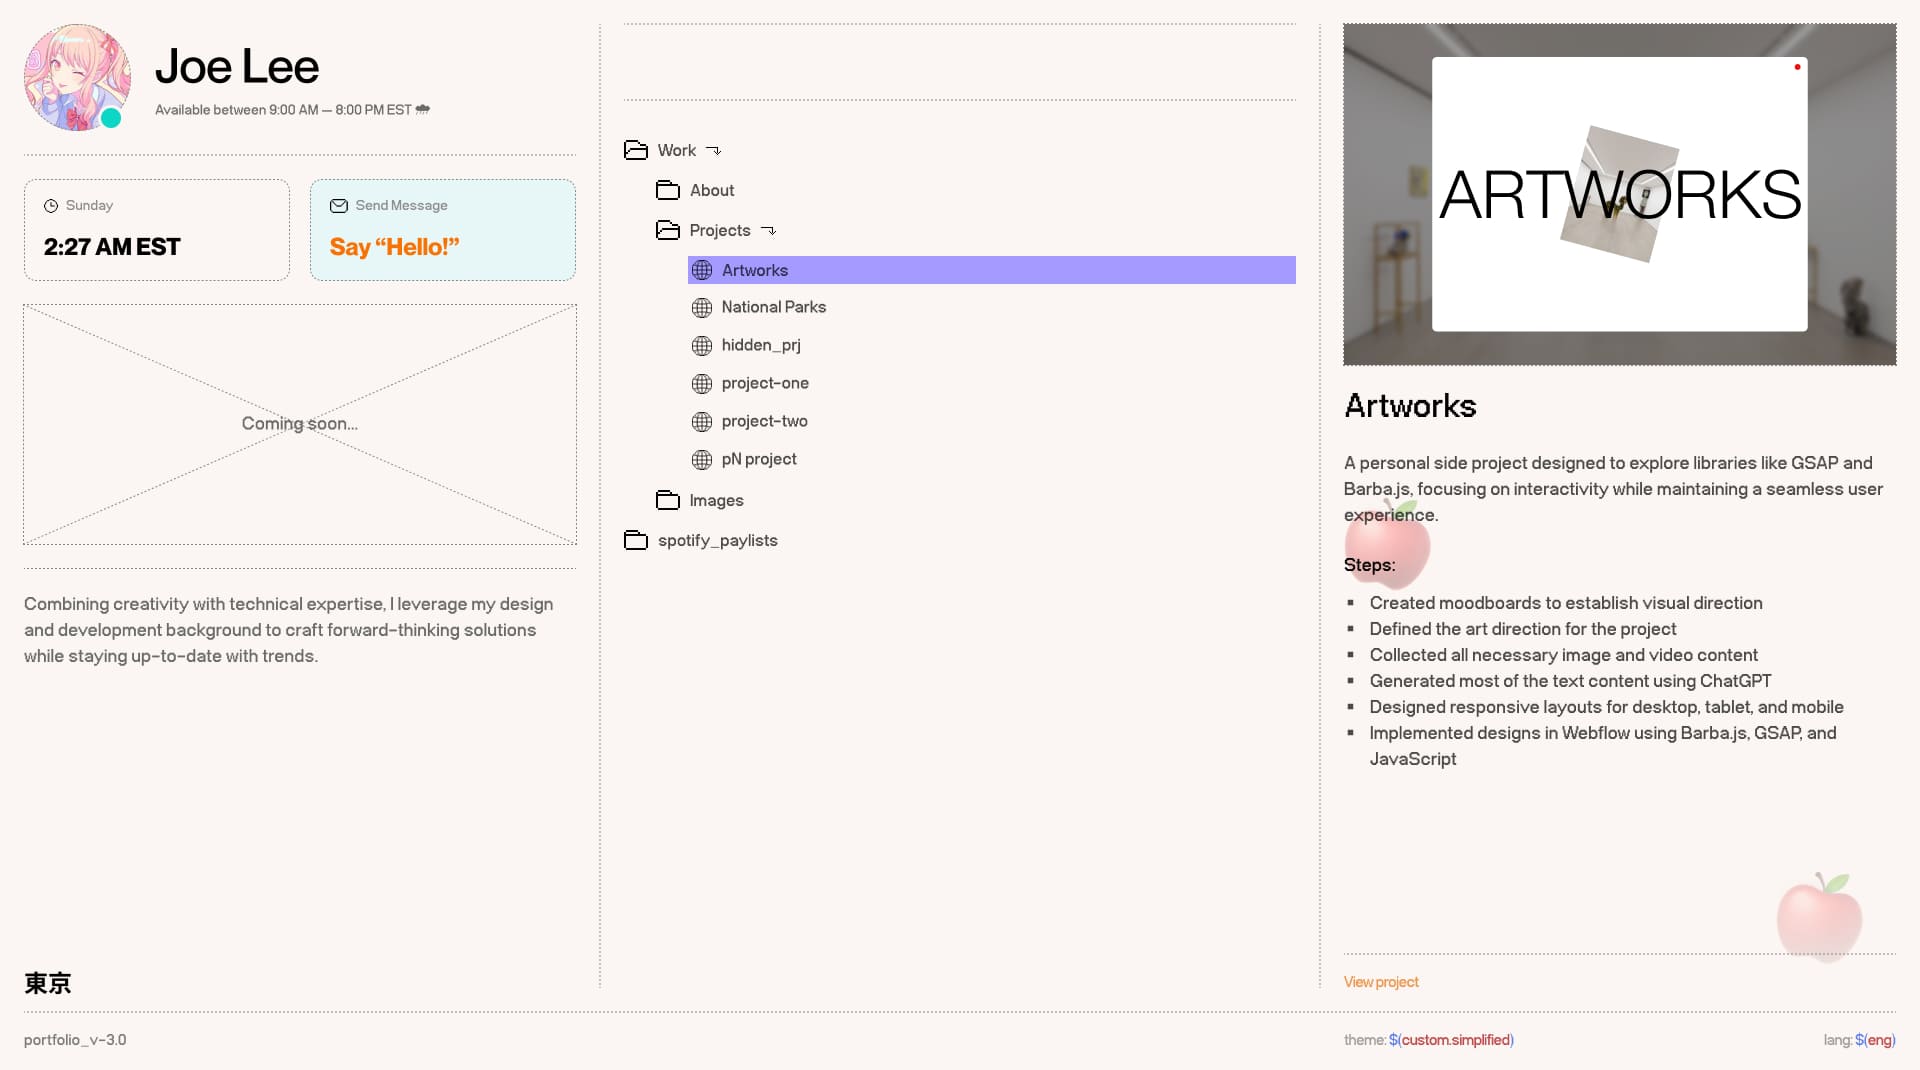 Joe Lee
Available between 9:00 AM — 8:00 PM EST
Sunday
2:27 AM EST
Send Message
Say “Hello!”
Coming soon...
Combining creativity with technical expertise, I leverage my design
and development background to craft forward-thinking solutions
while staying up-to-date with trends.
東京
portfolio_v-3.0
Work
About
Projects
Artworks
National Parks
hidden_prj
project-one
project-two
pN project
Images
spotify_paylists
ARTWORKS
Artworks
A personal side project designed to explore libraries like GSAP and
Barba.js, focusing on interactivity while maintaining a seamless user
experience.
Steps:
Created moodboards to establish visual direction
Defined the art direction for the project
Collected all necessary image and video content
Generated most of the text content using ChatGPT
Designed responsive layouts for desktop, tablet, and mobile
Implemented designs in Webflow using Barba.js, GSAP, and
JavaScript
View project
theme: $(custom.simplified)
lang: $(eng)